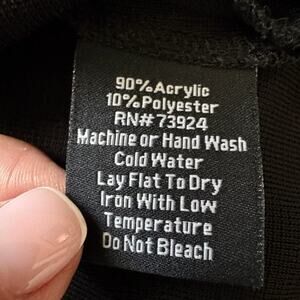 90% Acrylic
10% Polyester
RN# 73924
Machine or Hand Wash
Cold Water
Lay Flat To Dry
Iron With Low
Temperature
Do Not Bleach